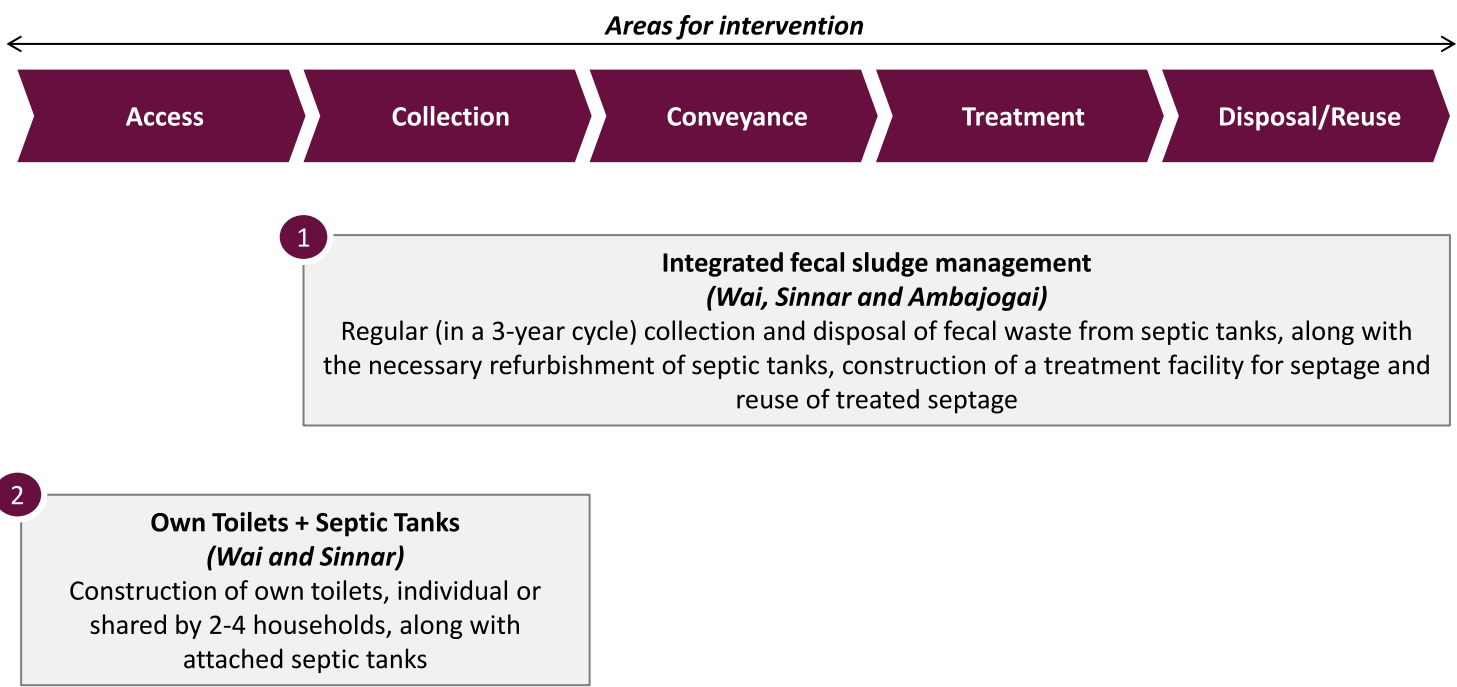 Areas for intervention
Access
Collection
Conveyance
Treatment
Disposal/Reuse
1
Integrated fecal sludge management
(Wai, Sinnar and Ambajogai)
Regular (in a 3-year cycle) collection and disposal of fecal waste from septic tanks, along with
the necessary refurbishment of septic tanks, construction of a treatment facility for septage and
reuse of treated septage
2
Own Toilets + Septic Tanks
(Wai and Sinnar)
Construction of own toilets, individual or
shared by 2-4 households, along with
attached septic tanks